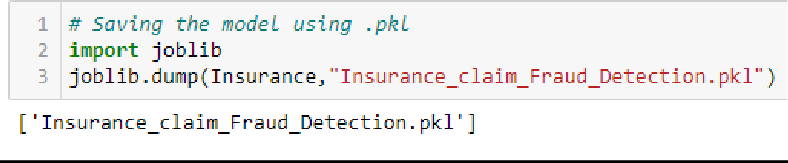 1 # Saving the model using .pkl
2 import joblib
3 joblib.dump(Insurance,"Insurance_claim_Fraud_Detection.pkl")
['Insurance_claim_Fraud_Detection.pkl']